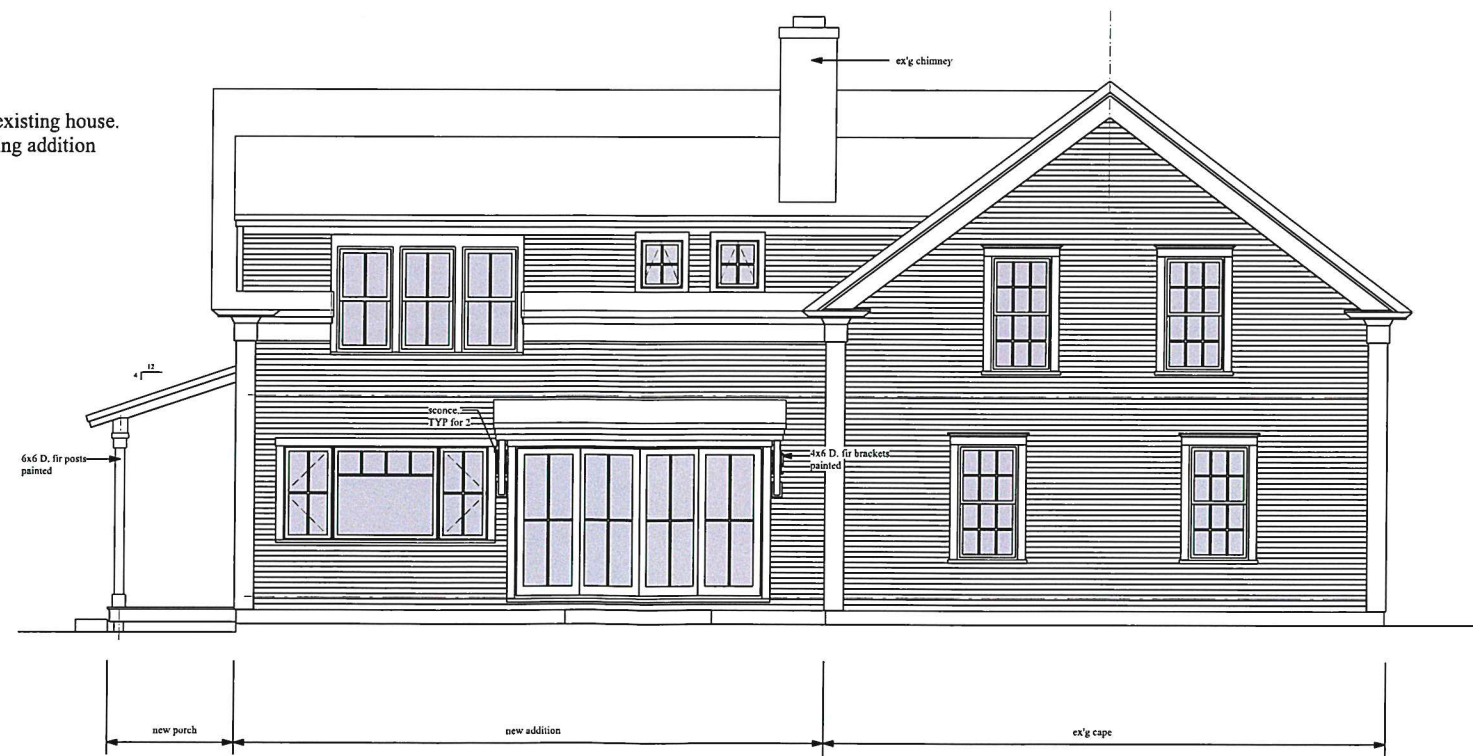 ex'g chimney
existing house.
ng addition
12
4
sconce,
TYP for 2
6x6 D. fir posts
painted
4x6 D. fir brackets
painted
new porch
new addition
ex'g cape